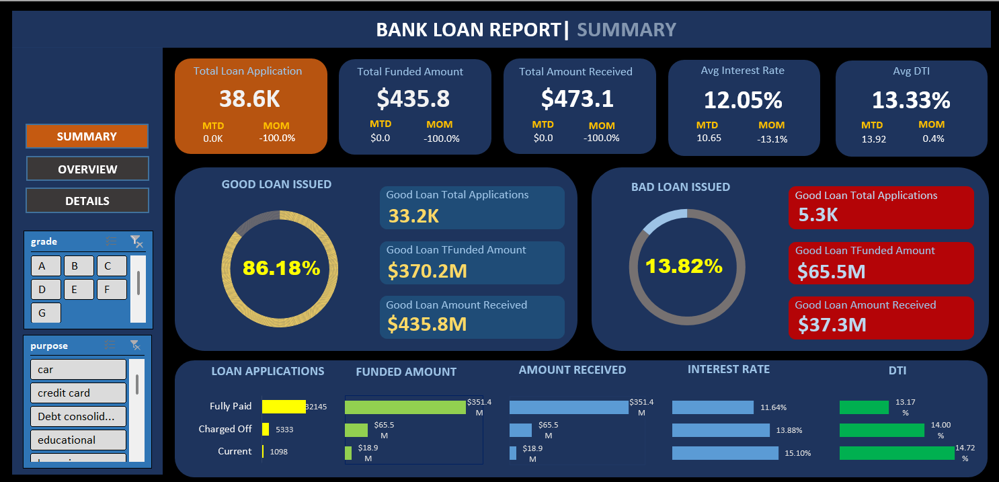 BANK LOAN REPORT| SUMMARY
Total Loan Application
38.6K
MTD MOM
0.0K -100.0%
Total Funded Amount
$435.8
MTD MOM
$0.0 -100.0%
Total Amount Received
$473.1
MTD MOM
$0.0 -100.0%
Avg Interest Rate
12.05%
MTD MOM
10.65 -13.1%
Avg DTI
13.33%
MTD MOM
13.92 0.4%
SUMMARY
OVERVIEW
DETAILS
grade
A B C
D E F
G
purpose
car
credit card
Debt consolid...
educational
GOOD LOAN ISSUED
86.18%
Good Loan Total Applications
33.2K
Good Loan TFunded Amount
$370.2M
Good Loan Amount Received
$435.8M
BAD LOAN ISSUED
13.82%
Good Loan Total Applications
5.3K
Good Loan TFunded Amount
$65.5M
Good Loan Amount Received
$37.3M
LOAN APPLICATIONS
Fully Paid 32145
Charged Off 5333
Current 1098
FUNDED AMOUNT
$351.4
M
$65.5
M
$18.9
M
AMOUNT RECEIVED
$351.4
M
$65.5
M
$18.9
M
INTEREST RATE
11.64%
13.88%
15.10%
DTI
13.17
%
14.00
%
14.72
%